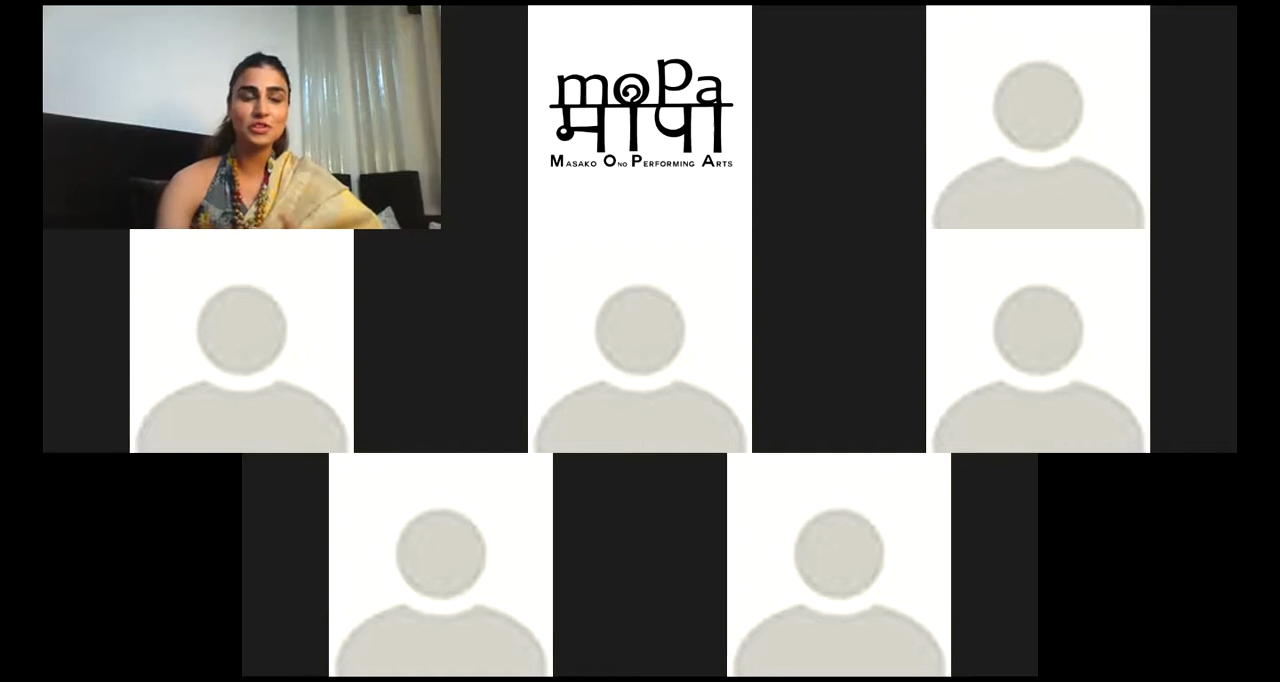 moPa
मोपा
Masako Ono Performing Arts